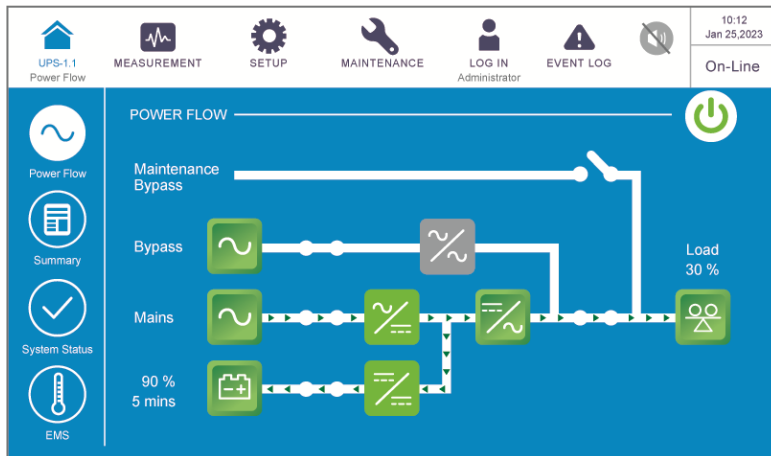 UPS-1.1
Power Flow
MEASUREMENT
SETUP
MAINTENANCE
LOG IN
Administrator
EVENT LOG
10:12
Jan 25,2023
On-Line
Power Flow
Summary
System Status
EMS
POWER FLOW
Maintenance
Bypass
Bypass
Mains
90 %
5 mins
Load
30 %